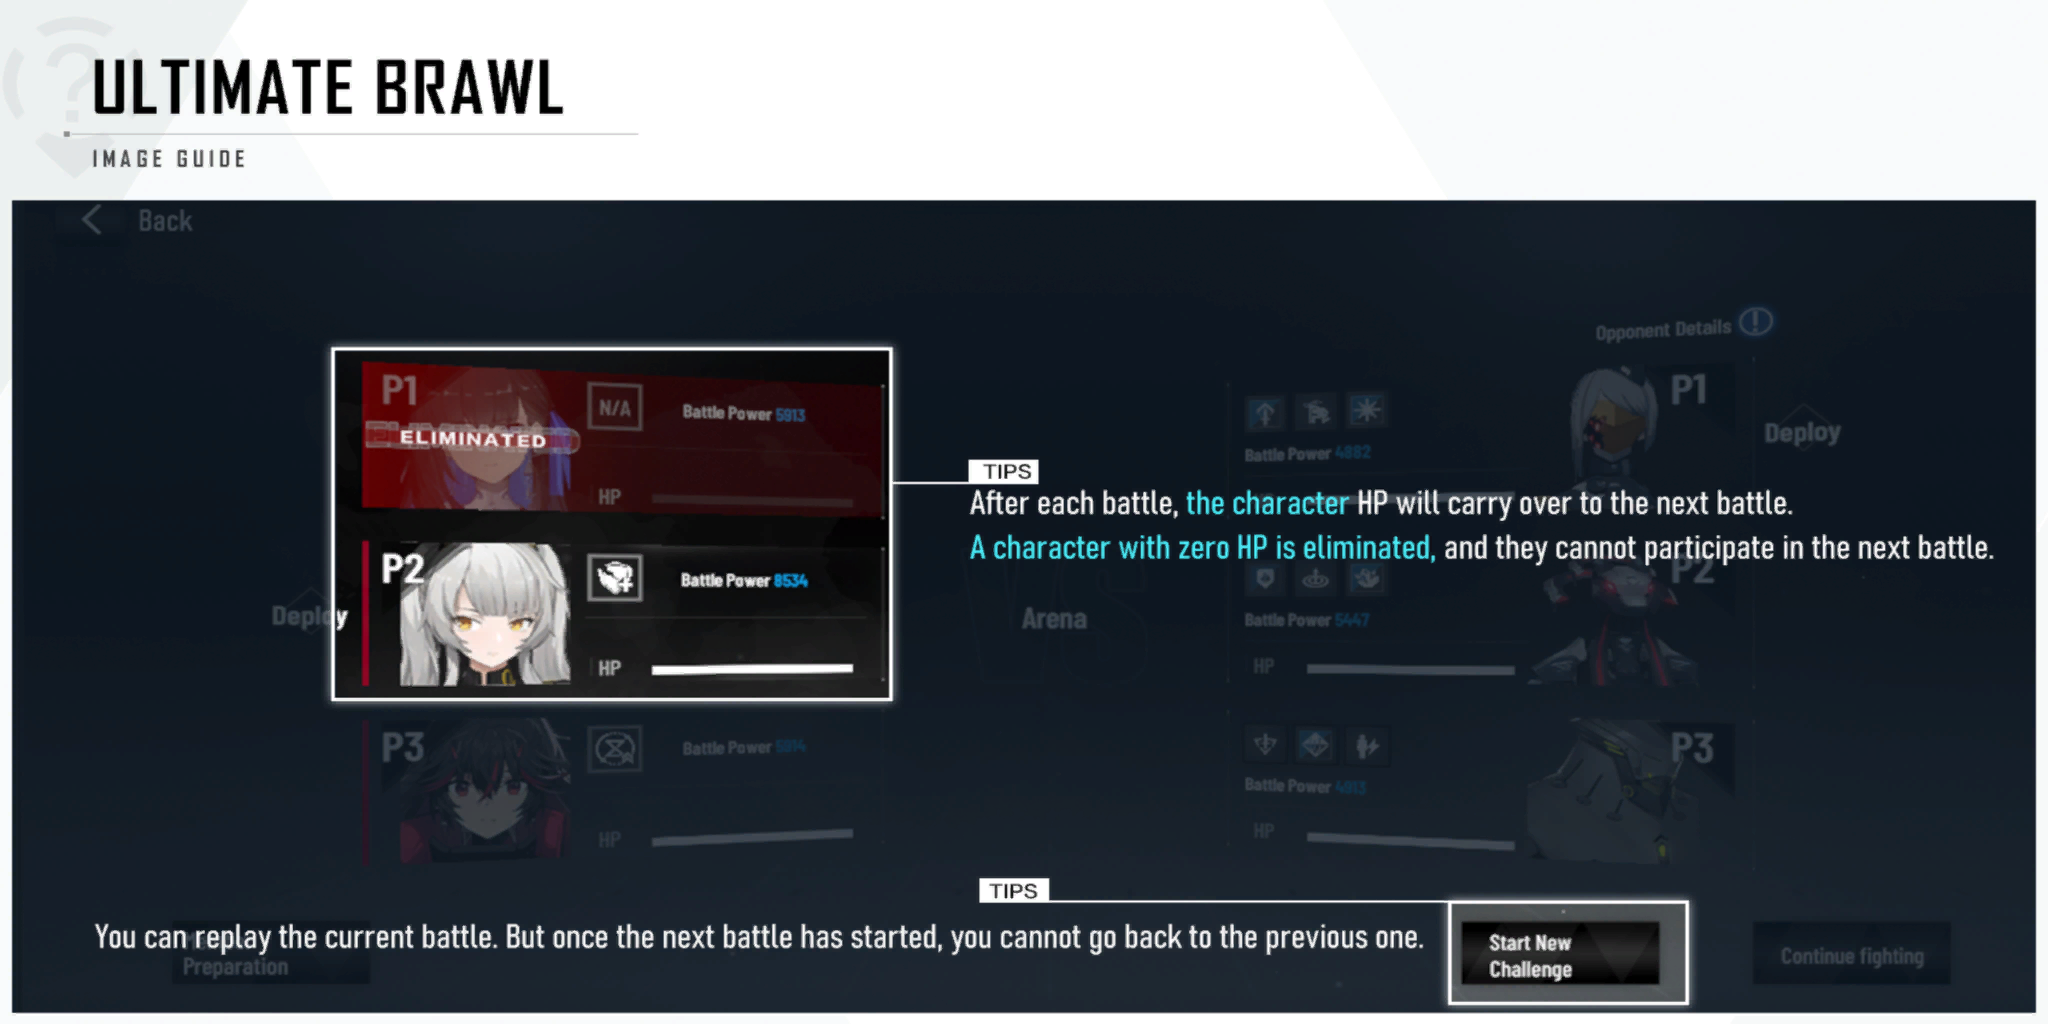 ULTIMATE BRAWL
IMAGE GUIDE
Back
Opponent Details
P1
N/A
Battle Power 5913
ELIMINATED
HP
P2
Battle Power 8534
HP
P3
Battle Power 5914
HP
Deploy
Arena
TIPS
After each battle, the character HP will carry over to the next battle.
A character with zero HP is eliminated, and they cannot participate in the next battle.
P1
Battle Power 4882
Deploy
P2
Battle Power 5447
HP
P3
Battle Power 4913
HP
TIPS
You can replay the current battle. But once the next battle has started, you cannot go back to the previous one.
Preparation
Start New
Challenge
Continue fighting